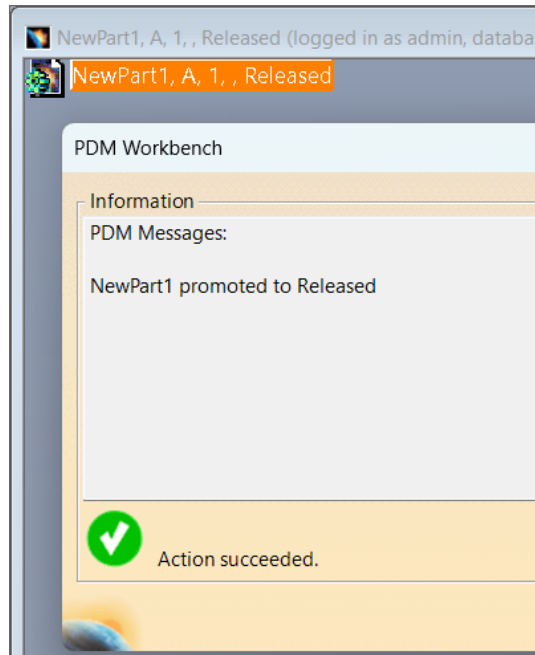 NewPart1, A, 1, , Released (logged in as admin, databa
NewPart1, A, 1, , Released
PDM Workbench
Information
PDM Messages:
NewPart1 promoted to Released
Action succeeded.